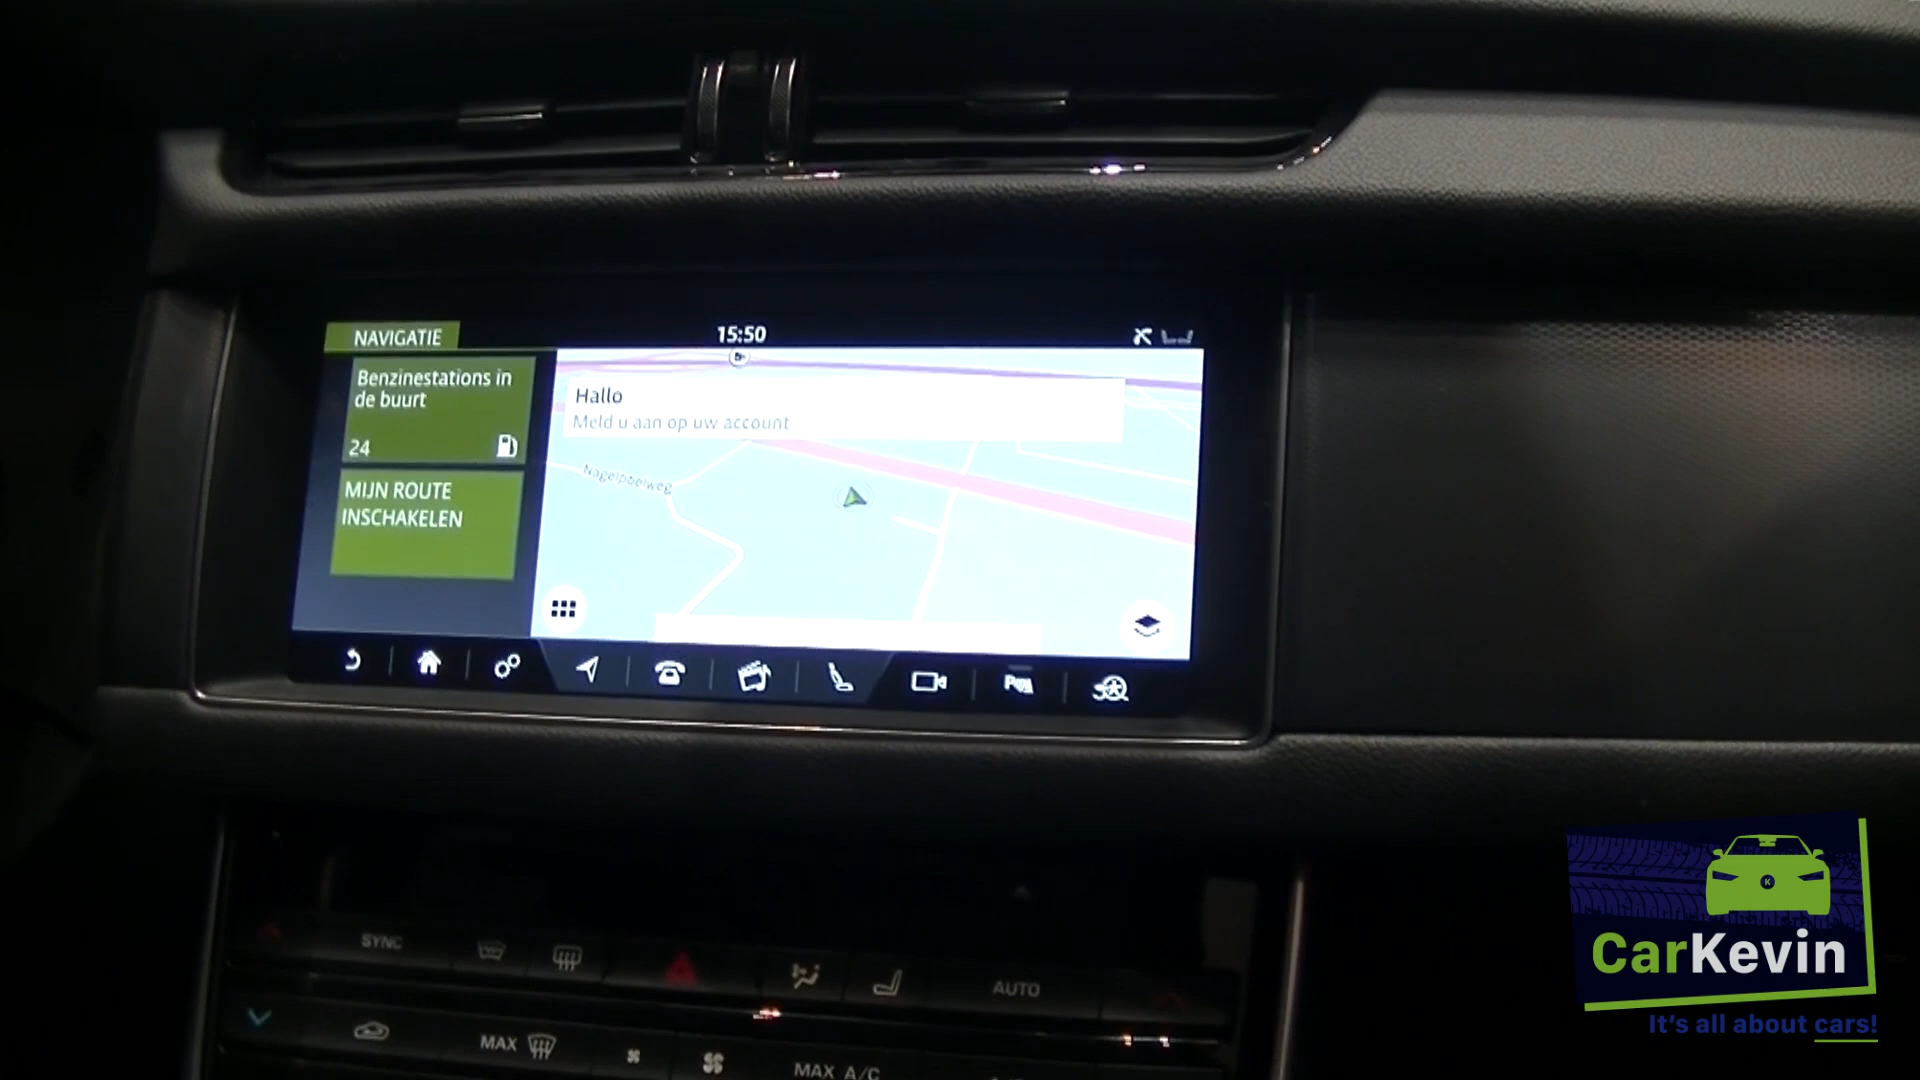 NAVIGATIE
15:50
Benzinestations in
de buurt
24
MIJN ROUTE
INSCHAKELEN
Hallo
Meld u aan op uw account
Nagelpoelweg
SYNC
AUTO
MAX
MAX A/C
CarKevin
It's all about cars!